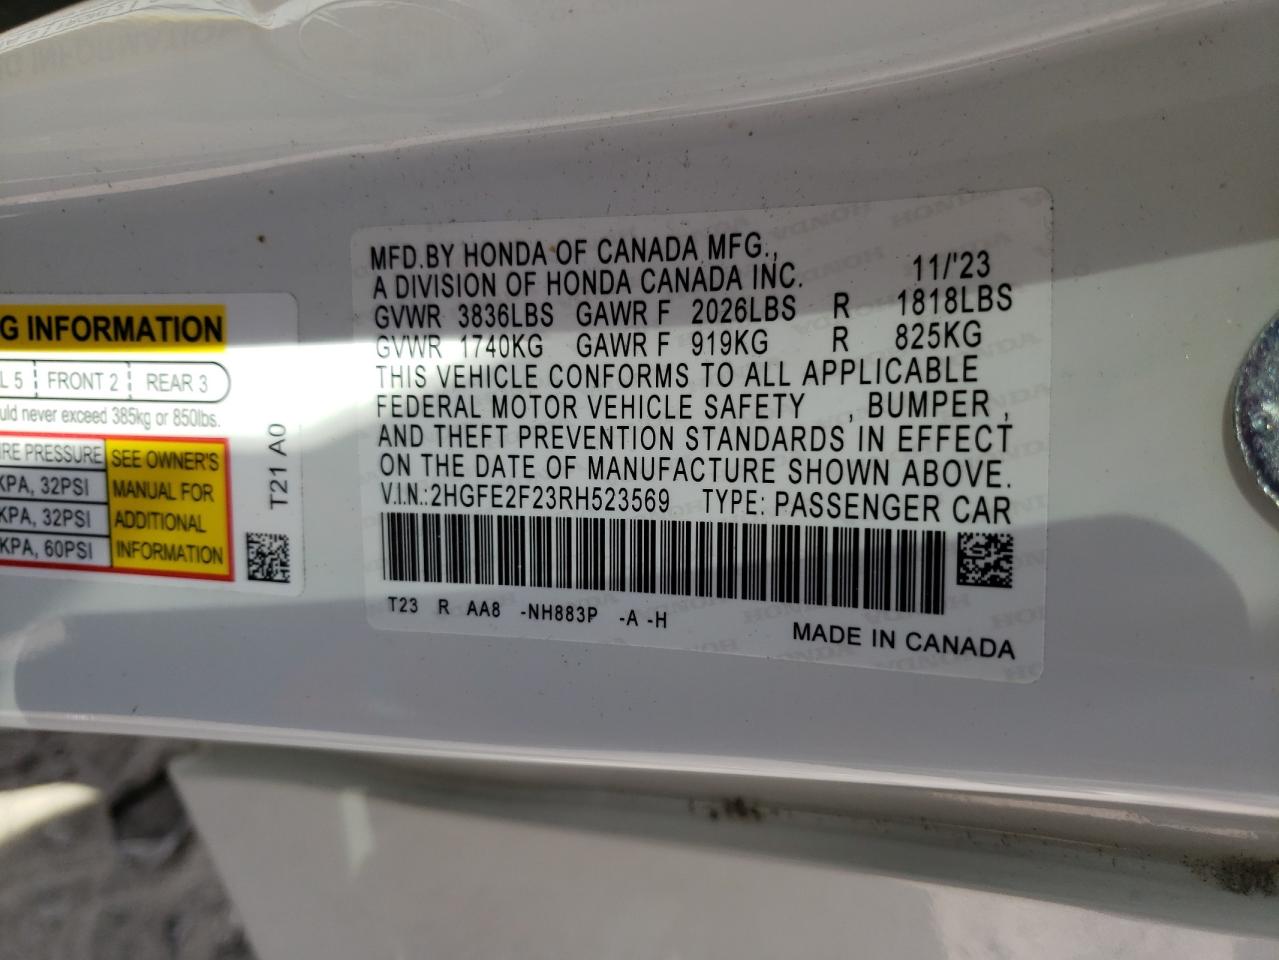 MFD.BY HONDA OF CANADA MFG.,
A DIVISION OF HONDA CANADA INC. 11/'23
GVWR 3836LBS GAWR F 2026LBS R 1818LBS
GVWR 1740KG GAWR F 919KG R 825KG
THIS VEHICLE CONFORMS TO ALL APPLICABLE
FEDERAL MOTOR VEHICLE SAFETY , BUMPER ,
AND THEFT PREVENTION STANDARDS IN EFFECT
ON THE DATE OF MANUFACTURE SHOWN ABOVE.
V.I.N.:2HGFE2F23RH523569 TYPE: PASSENGER CAR
T23 R AA8 -NH883P -A -H
MADE IN CANADA
G INFORMATION
L 5 FRONT 2 REAR 3
uld never exceed 385kg or 850lbs.
IRE PRESSURE
KPA, 32PSI
KPA, 32PSI
KPA, 60PSI
SEE OWNER'S
MANUAL FOR
ADDITIONAL
INFORMATION
T21 A0